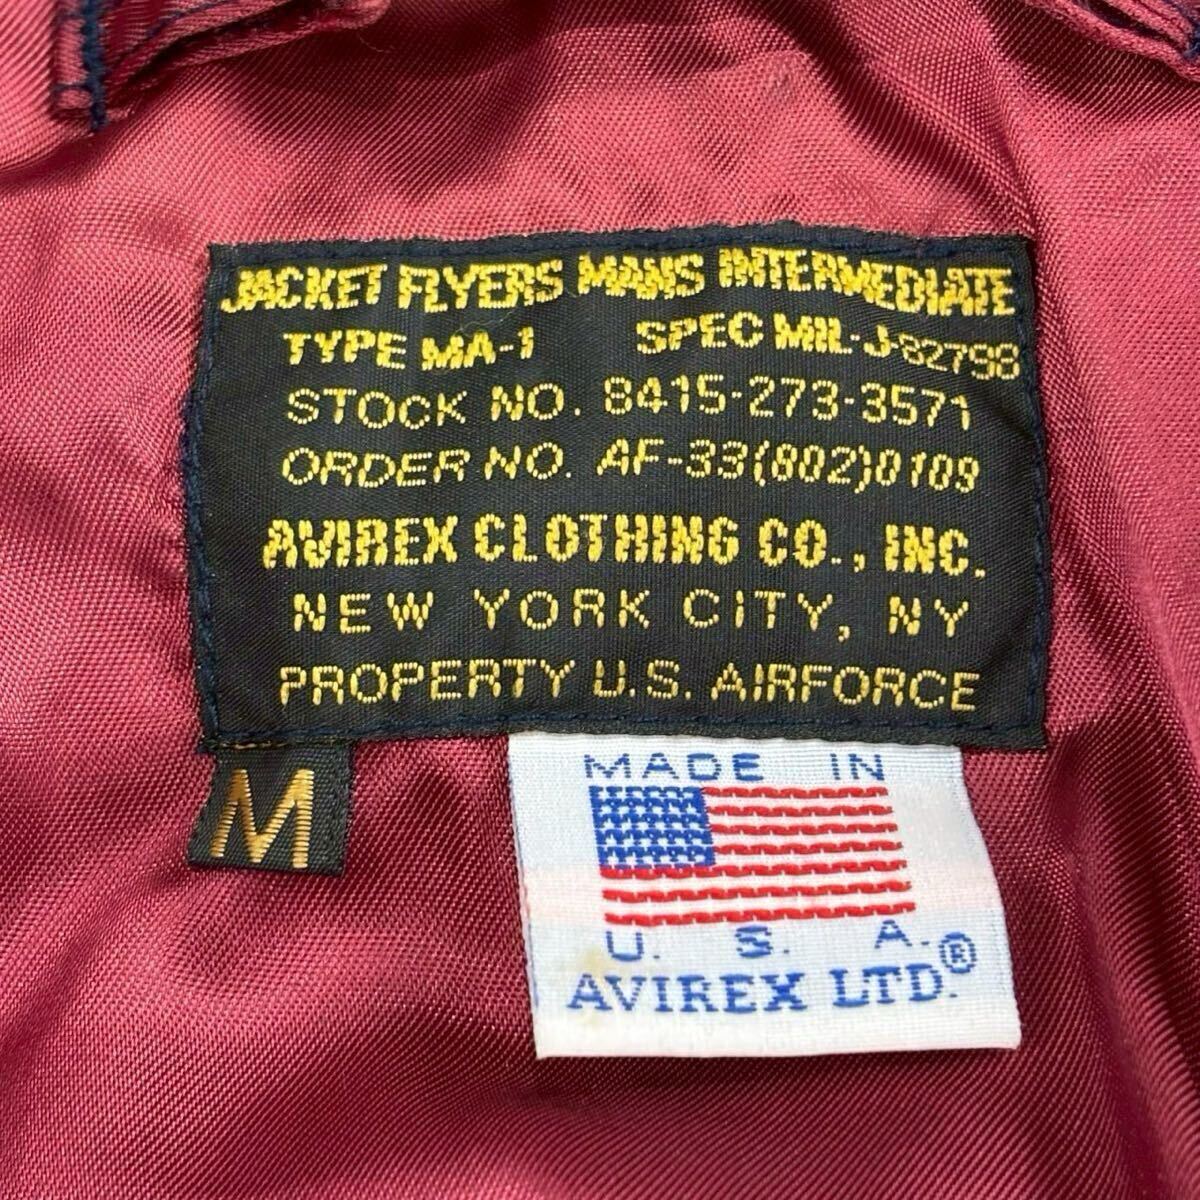 JACKET FLYERS MANS INTERMEDIATE
TYPE MA-1 SPEC MIL-J-82798
STOCK NO. 8415-273-3571
ORDER NO. AF-33(802)0109
AVIREX CLOTHING CO., INC.
NEW YORK CITY, NY
PROPERTY U.S. AIRFORCE
M
MADE IN
U. S. A.
AVIREX LTD.®